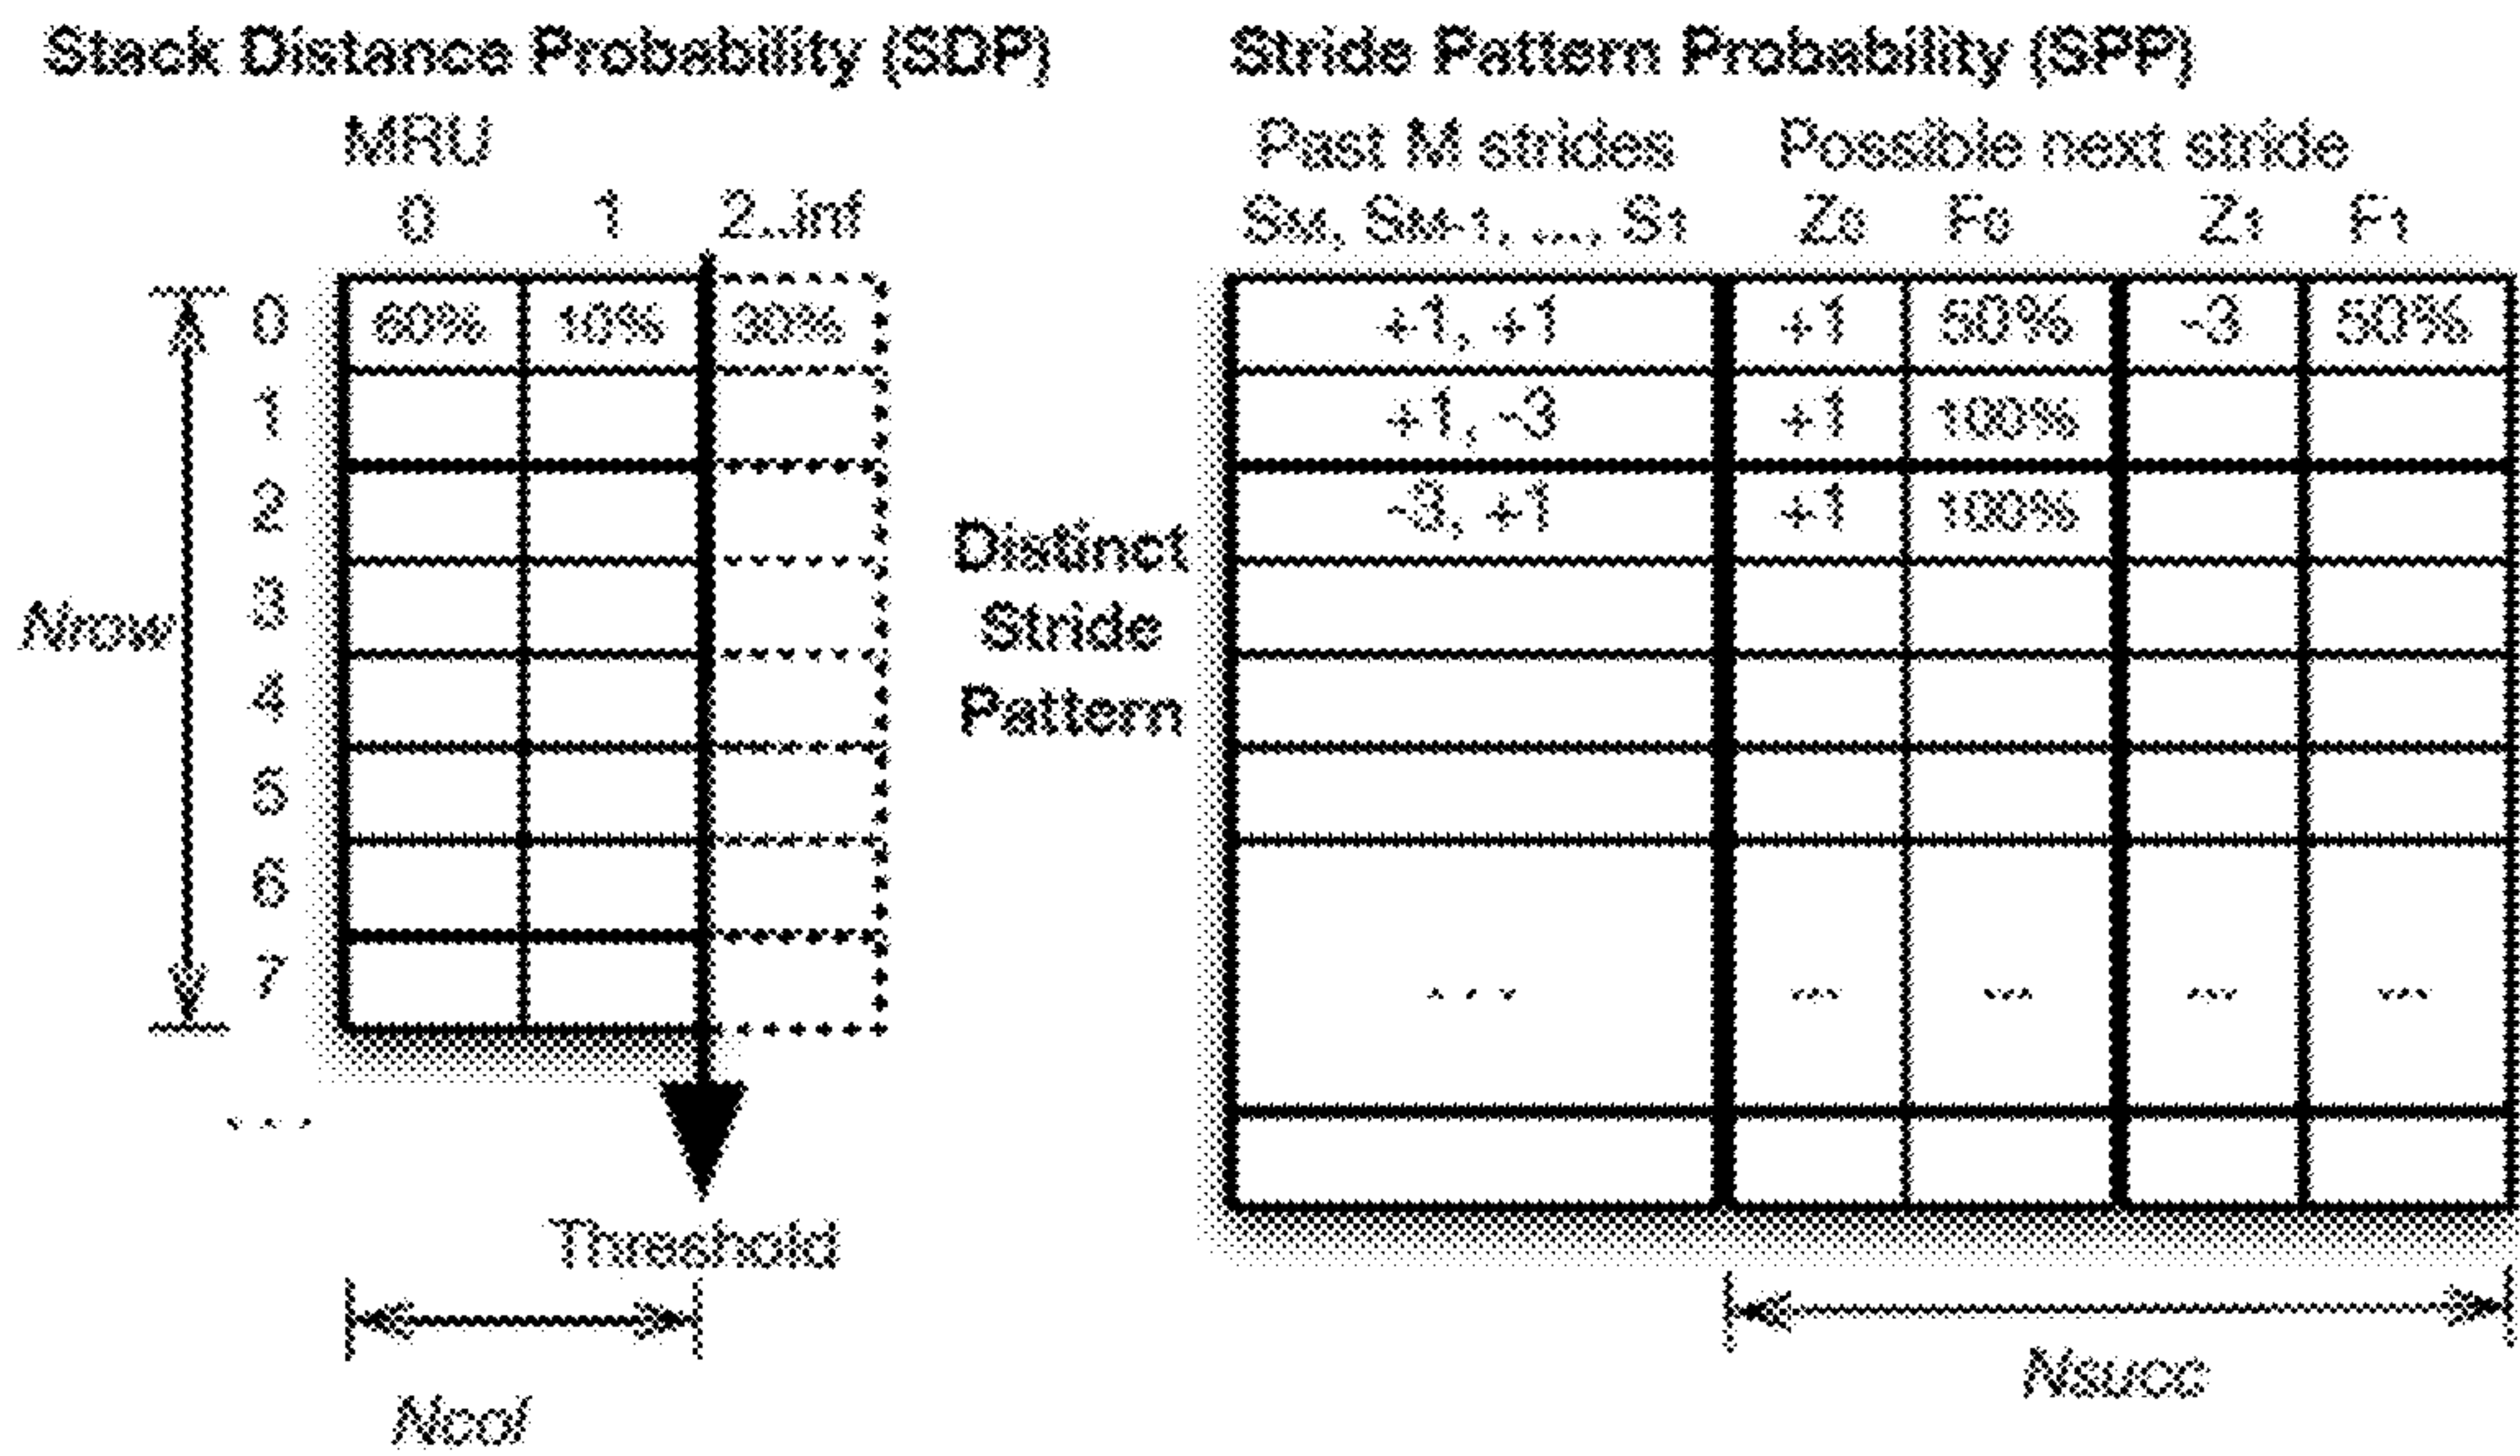 Stack Distance Probability (SDP)
MRU
0 1 2..inf
0 60% 10% 30%
1
2
3
4
5
6
7
...
Nrow
Threshold
Ncol
Stride Pattern Probability (SPP)
Past M strides Possible next stride
SM, SM-1, ..., S1 Z0 F0 Z1 F1
+1, +1 +1 50% -3 50%
+1, -3 +1 100%
-3, +1 +1 100%
... ... ... ... ...
Distinct
Stride
Pattern
Nsucc